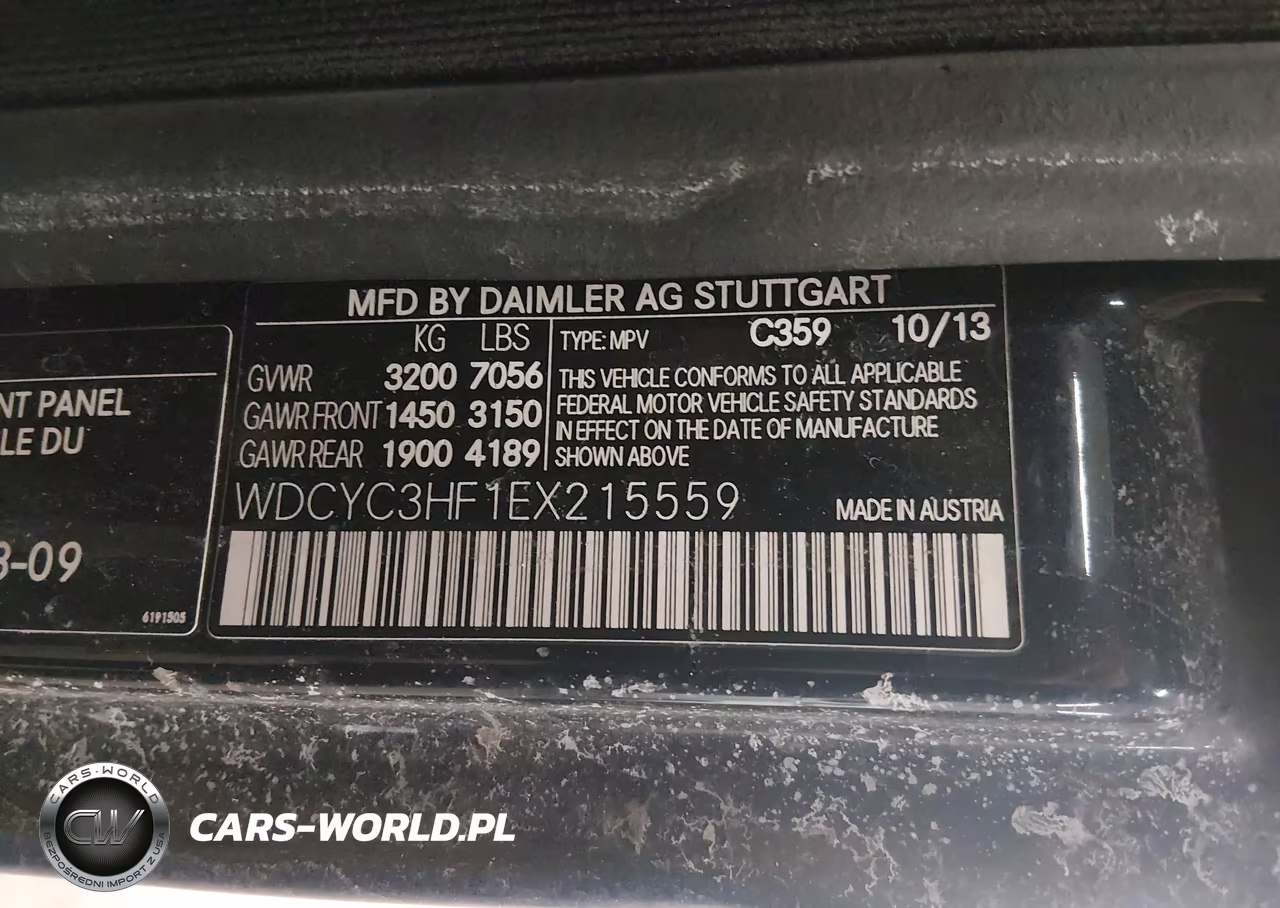 MFD BY DAIMLER AG STUTTGART
KG LBS
GVWR 3200 7056
GAWR FRONT 1450 3150
GAWR REAR 1900 4189
TYPE: MPV C359 10/13
THIS VEHICLE CONFORMS TO ALL APPLICABLE
FEDERAL MOTOR VEHICLE SAFETY STANDARDS
IN EFFECT ON THE DATE OF MANUFACTURE
SHOWN ABOVE
WDCYC3HF1EX215559 MADE IN AUSTRIA
NT PANEL
LE DU
3-09
6191505
CARS-WORLD
CW
BEZPOŚREDNI IMPORT Z USA
CARS-WORLD.PL